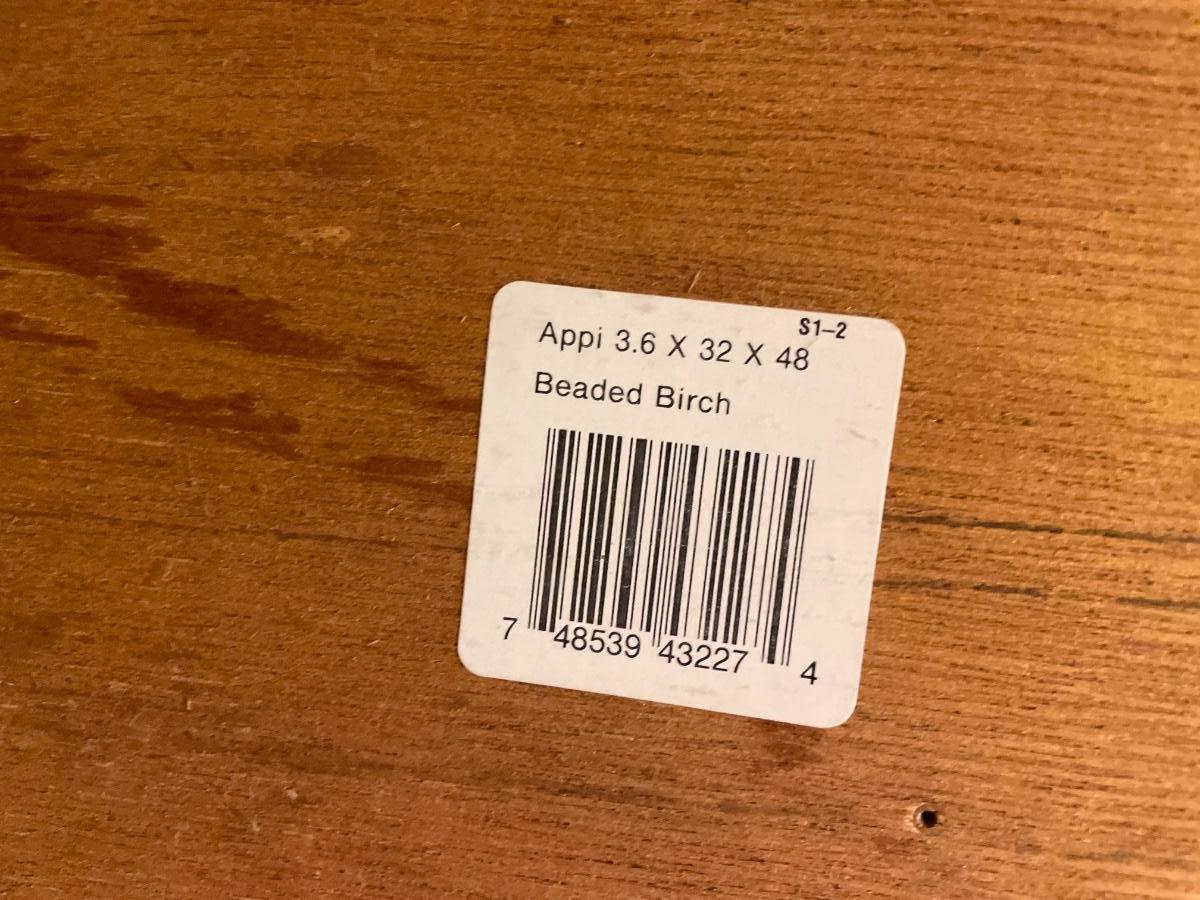 S1–2
Appi 3.6 X 32 X 48
Beaded Birch
7 48539 43227 4